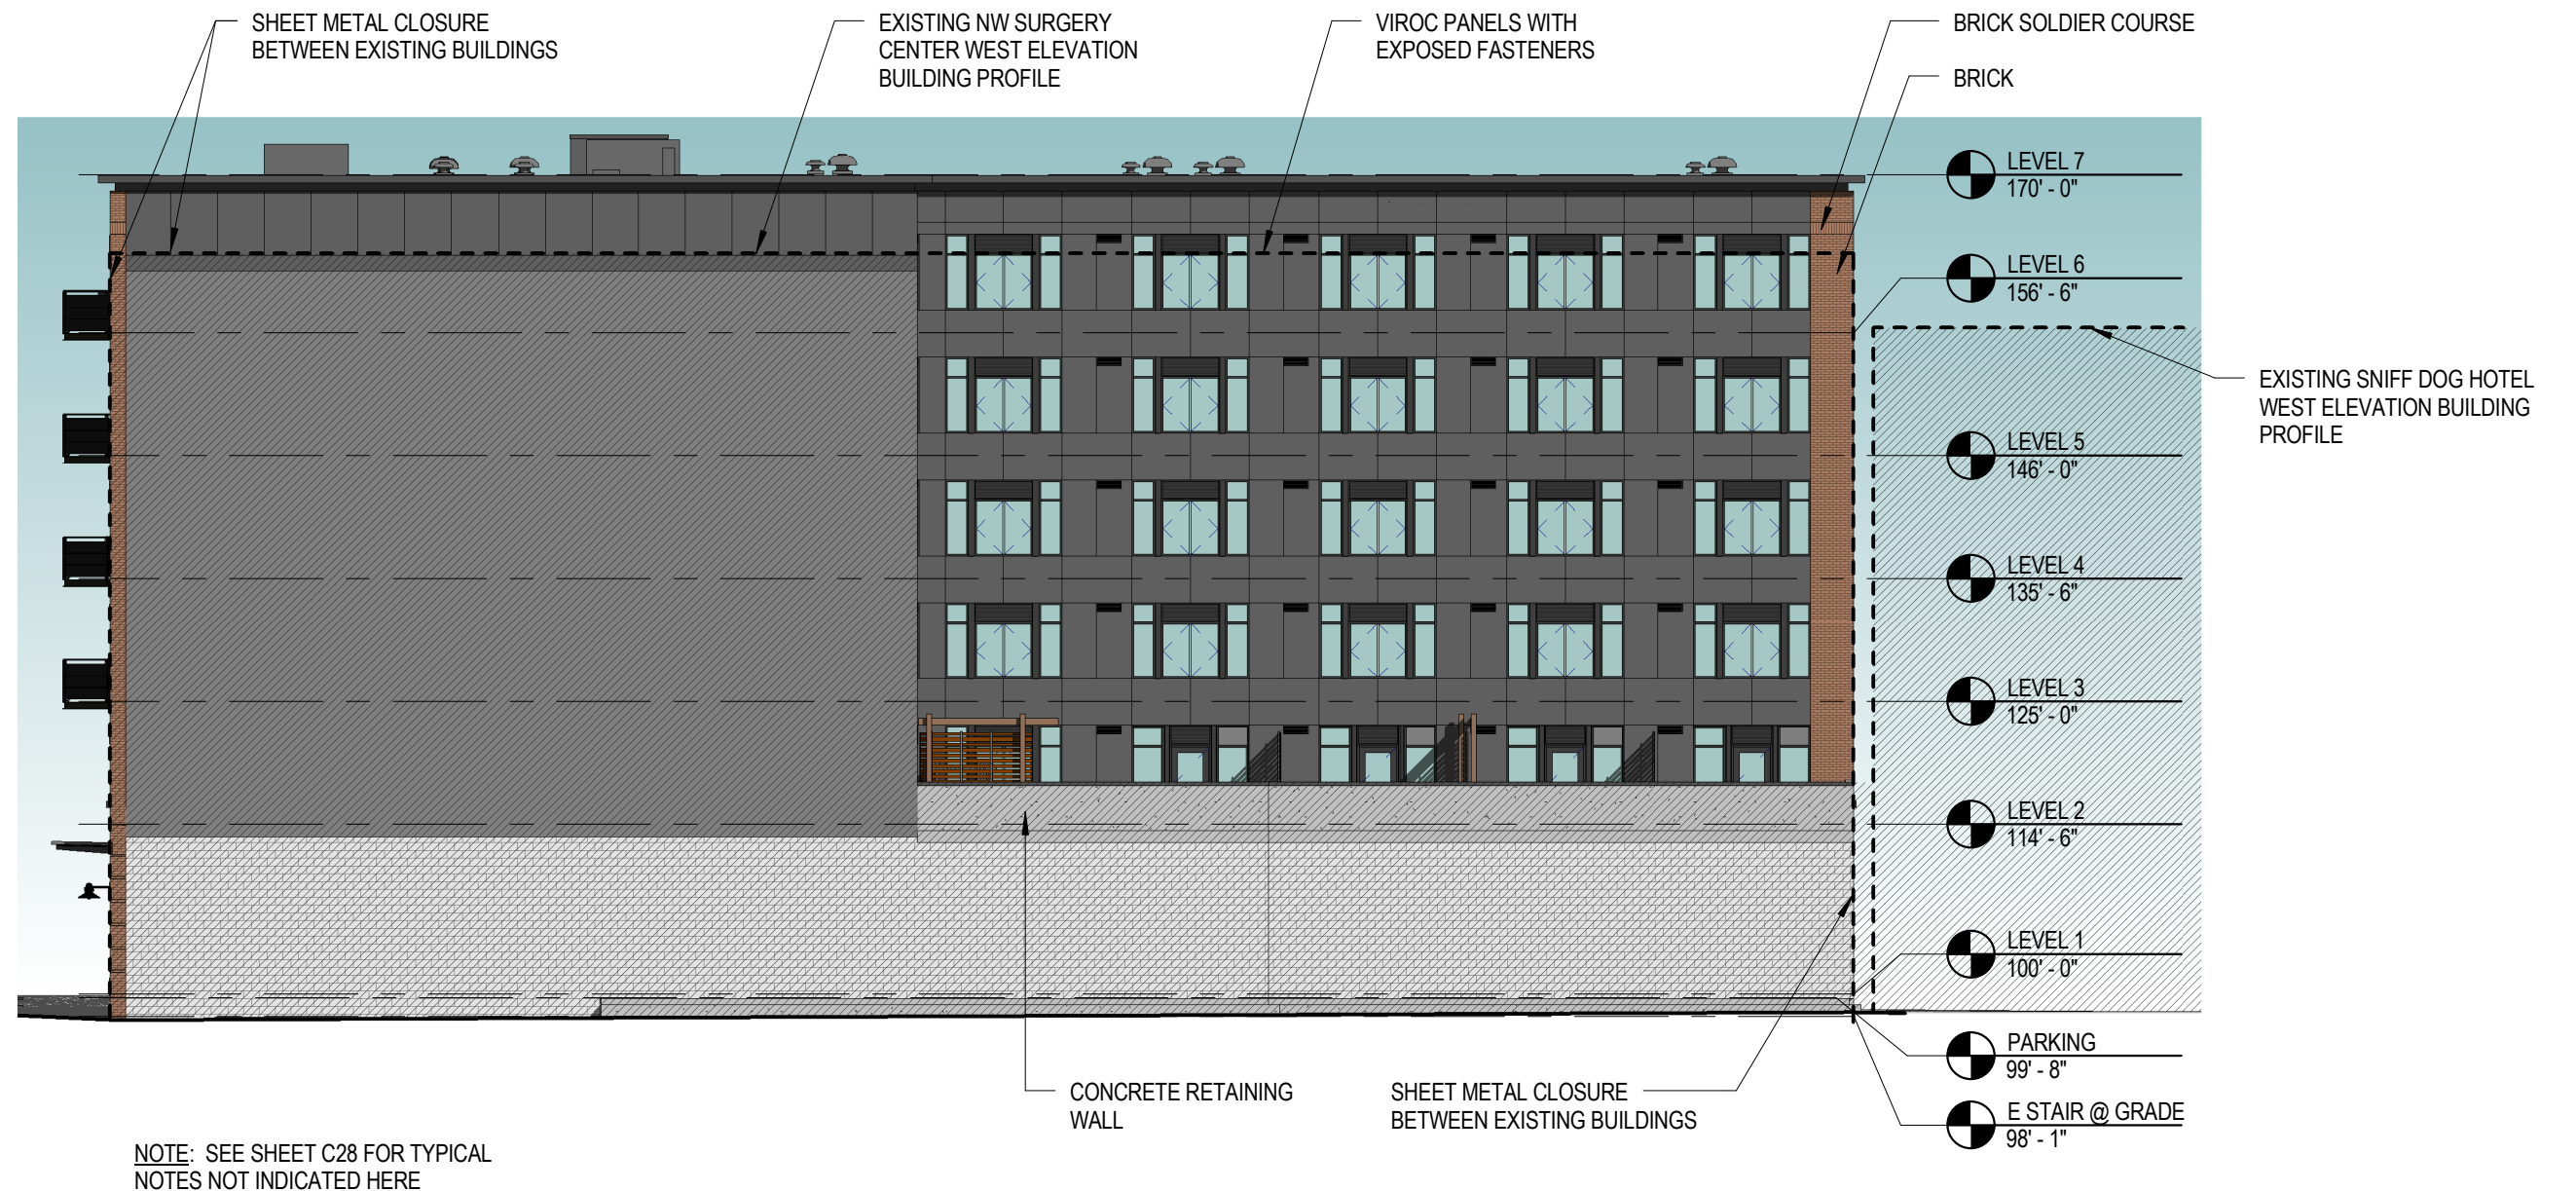 SHEET METAL CLOSURE
BETWEEN EXISTING BUILDINGS
EXISTING NW SURGERY
CENTER WEST ELEVATION
BUILDING PROFILE
VIROC PANELS WITH
EXPOSED FASTENERS
BRICK SOLDIER COURSE
BRICK
LEVEL 7
170' - 0"
LEVEL 6
156' - 6"
EXISTING SNIFF DOG HOTEL
WEST ELEVATION BUILDING
PROFILE
LEVEL 5
146' - 0"
LEVEL 4
135' - 6"
LEVEL 3
125' - 0"
LEVEL 2
114' - 6"
LEVEL 1
100' - 0"
PARKING
99' - 8"
E STAIR @ GRADE
98' - 1"
CONCRETE RETAINING
WALL
SHEET METAL CLOSURE
BETWEEN EXISTING BUILDINGS
NOTE: SEE SHEET C28 FOR TYPICAL
NOTES NOT INDICATED HERE